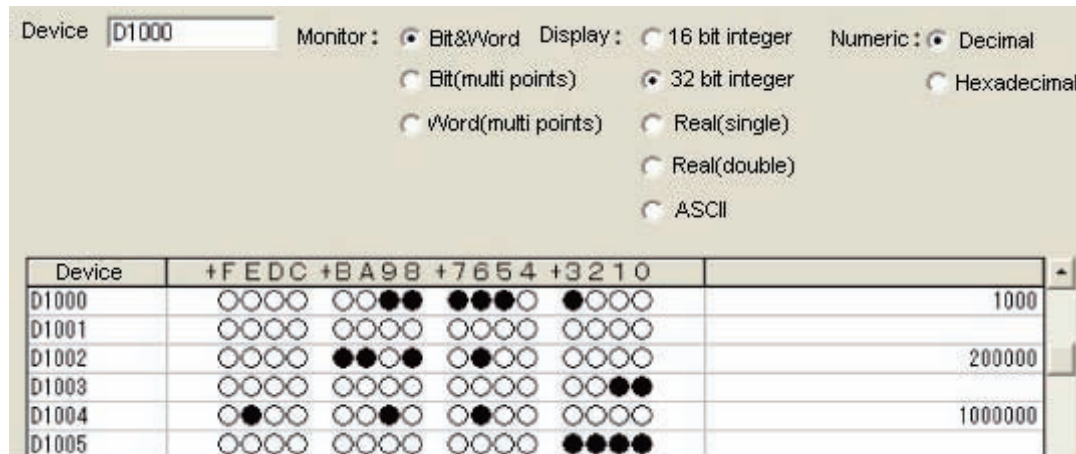 Device D1000 Monitor : Bit&Word Display : 16 bit integer Numeric : Decimal
Bit(multi points) 32 bit integer Hexadecimal
Word(multi points) Real(single)
Real(double)
ASCII
Device +F E D C +B A 9 8 +7 6 5 4 +3 2 1 0
D1000 1000
D1001
D1002 200000
D1003
D1004 1000000
D1005